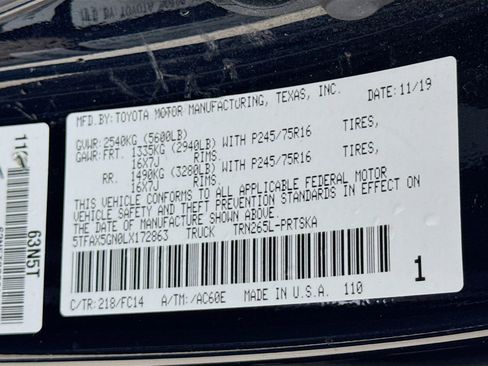 MFD.BY:TOYOTA MOTOR MANUFACTURING, TEXAS, INC. DATE:11/19
GVWR:2540KG (5600LB)
GAWR:FRT. 1335KG (2940LB)WITH P245/75R16 TIRES,
16X7J RIMS,
RR. 1490KG (3280LB)WITH P245/75R16 TIRES,
16X7J RIMS.
THIS VEHICLE CONFORMS TO ALL APPLICABLE FEDERAL MOTOR
VEHICLE SAFETY AND THEFT PREVENTION STANDARDS IN EFFECT ON
THE DATE OF MANUFACTURE SHOWN ABOVE.
5TFAX5GN0LX172863 TRUCK TRN265L-PRTSKA
1
C/TR:218/FC14 A/TM:/AC60E MADE IN U.S.A. 110
63N5T